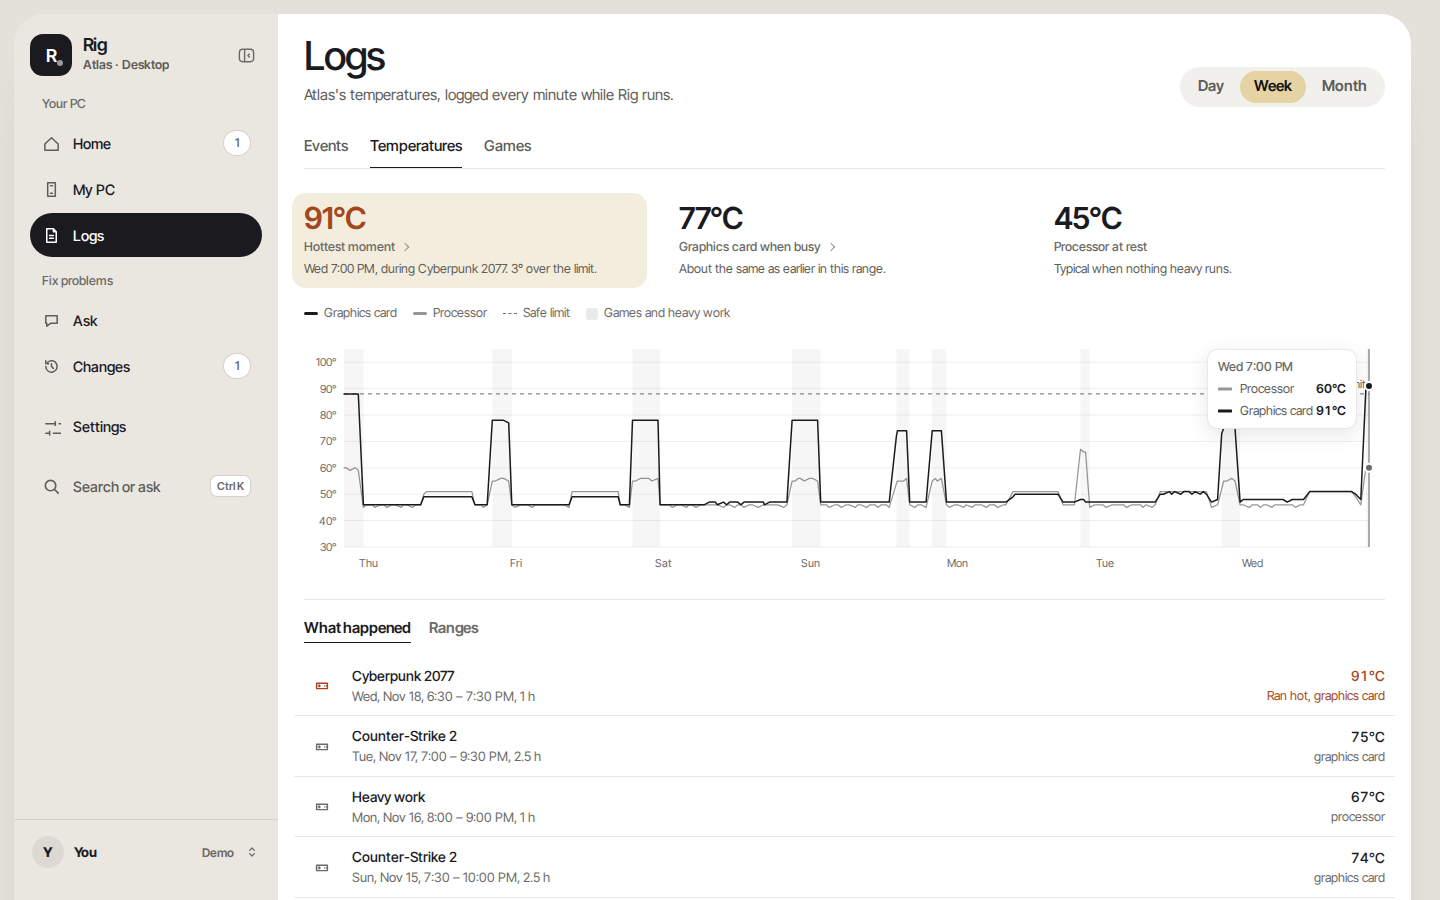 R
Rig
Atlas · Desktop
Your PC
Home
1
My PC
Logs
Fix problems
Ask
Changes
1
Settings
Search or ask
Ctrl K
Y
You
Demo
Logs
Atlas's temperatures, logged every minute while Rig runs.
Day
Week
Month
Events
Temperatures
Games
91°C
Hottest moment
Wed 7:00 PM, during Cyberpunk 2077. 3° over the limit.
77°C
Graphics card when busy
About the same as earlier in this range.
45°C
Processor at rest
Typical when nothing heavy runs.
Graphics card
Processor
Safe limit
Games and heavy work
100°
90°
80°
70°
60°
50°
40°
30°
Wed 7:00 PM
Processor 60°C
Graphics card 91°C
Thu
Fri
Sat
Sun
Mon
Tue
Wed
What happened
Ranges
Cyberpunk 2077
Wed, Nov 18, 6:30 – 7:30 PM, 1 h
91°C
Ran hot, graphics card
Counter-Strike 2
Tue, Nov 17, 7:00 – 9:30 PM, 2.5 h
75°C
graphics card
Heavy work
Mon, Nov 16, 8:00 – 9:00 PM, 1 h
67°C
processor
Counter-Strike 2
Sun, Nov 15, 7:30 – 10:00 PM, 2.5 h
74°C
graphics card